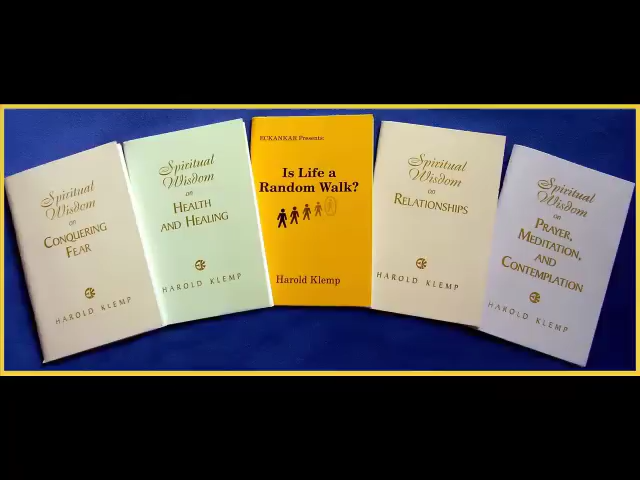 Spiritual
Wisdom
on
CONQUERING
FEAR
HAROLD KLEMP
Spiritual
Wisdom
on
HEALTH
AND HEALING
HAROLD KLEMP
ECKANKAR Presents:
Is Life a
Random Walk?
Harold Klemp
Spiritual
Wisdom
on
RELATIONSHIPS
HAROLD KLEMP
Spiritual
Wisdom
on
PRAYER,
MEDITATION,
AND
CONTEMPLATION
HAROLD KLEMP